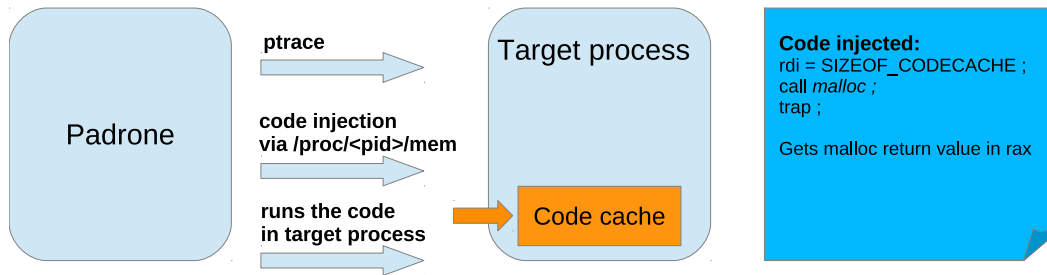 Padrone
ptrace
code injection
via /proc/<pid>/mem
runs the code
in target process
Target process
Code cache
Code injected:
rdi = SIZEOF_CODECACHE ;
call malloc ;
trap ;
Gets malloc return value in rax